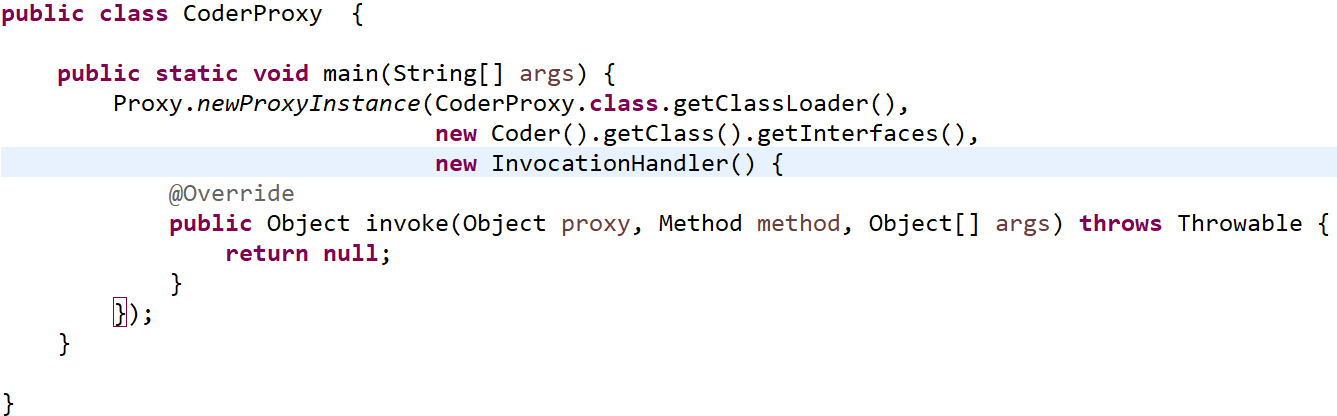 public class CoderProxy  {
public static void main(String[] args) {
Proxy.newProxyInstance(CoderProxy.class.getClassLoader(),
new Coder().getClass().getInterfaces(),
new InvocationHandler() {
@Override
public Object invoke(Object proxy, Method method, Object[] args) throws Throwable {
return null;
}
});
}
}